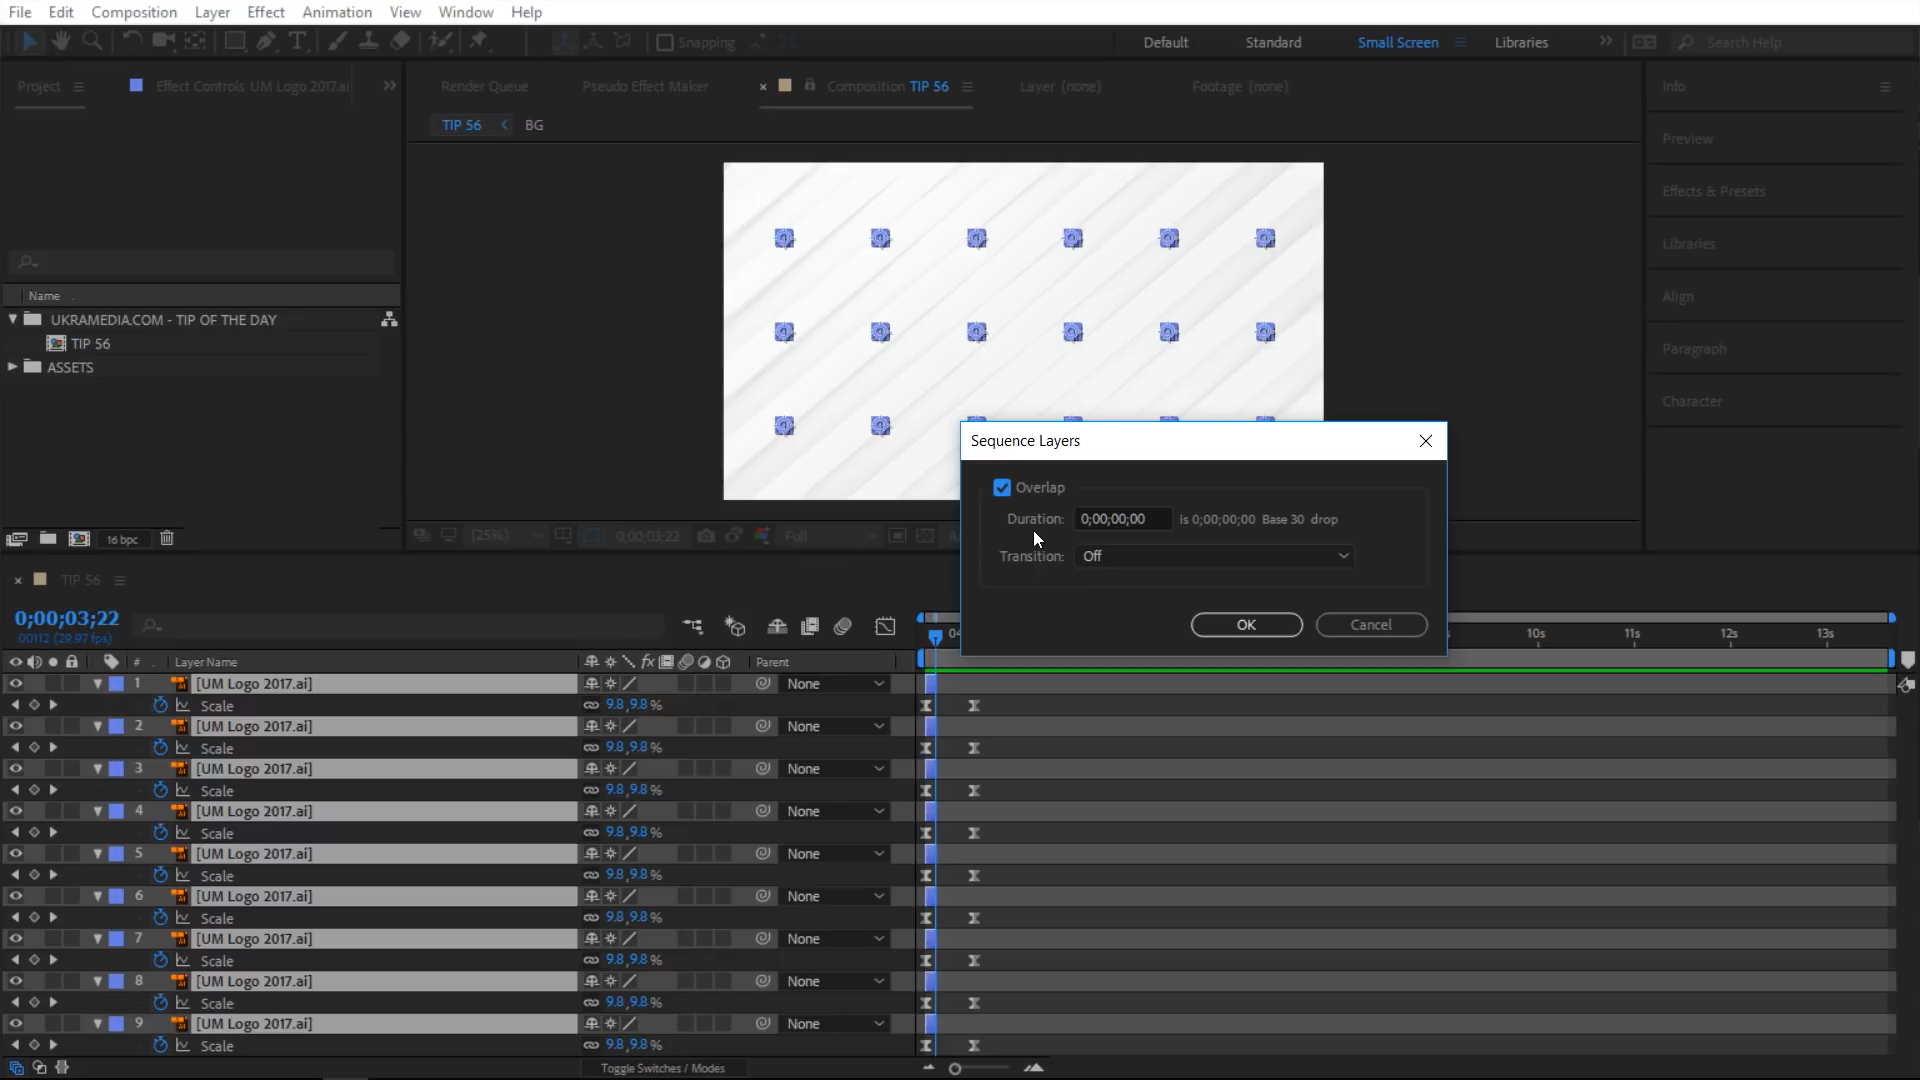 File Edit Composition Layer Effect Animation View Window Help
Snapping Default Standard Small Screen Libraries Search Help
Project Effect Controls UM Logo 2017.ai Render Queue Pseudo Effect Maker Composition TIP 56 Layer (none) Footage (none) Info
TIP 56 BG
Preview
Effects & Presets
Libraries
Align
Paragraph
Character
Name
UKRAMEDIA.COM - TIP OF THE DAY
TIP 56
ASSETS
16 bpc
(25%) 0;00;03;22 Full
Sequence Layers
Overlap
Duration: 0;00;00;00 is 0;00;00;00 Base 30 drop
Transition: Off
OK Cancel
TIP 56
0;00;03;22
00112 (29.97 fps)
04 10s 11s 12s 13s
# Layer Name fx Parent
1 [UM Logo 2017.ai] None
Scale 9.8,9.8%
2 [UM Logo 2017.ai] None
Scale 9.8,9.8%
3 [UM Logo 2017.ai] None
Scale 9.8,9.8%
4 [UM Logo 2017.ai] None
Scale 9.8,9.8%
5 [UM Logo 2017.ai] None
Scale 9.8,9.8%
6 [UM Logo 2017.ai] None
Scale 9.8,9.8%
7 [UM Logo 2017.ai] None
Scale 9.8,9.8%
8 [UM Logo 2017.ai] None
Scale 9.8,9.8%
9 [UM Logo 2017.ai] None
Scale 9.8,9.8%
Toggle Switches / Modes